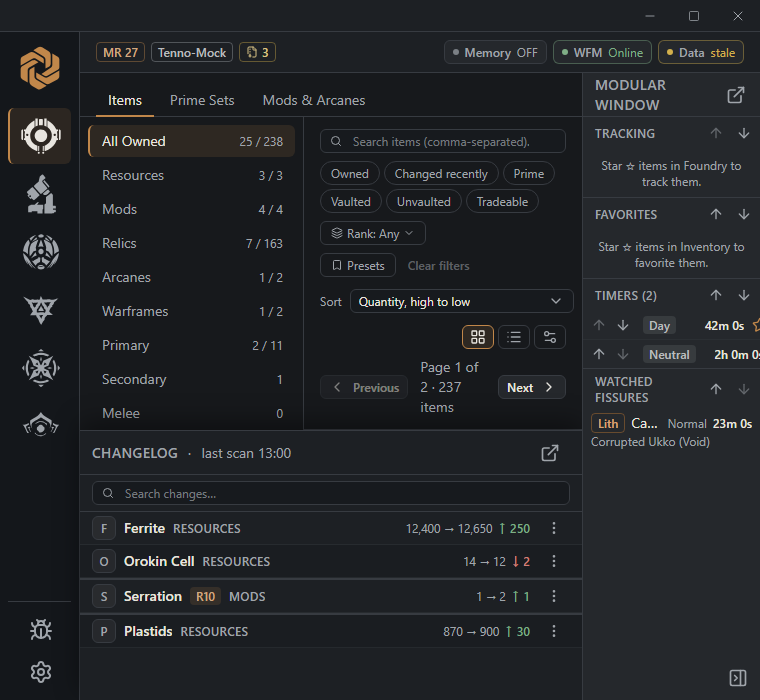 MR 27 Tenno-Mock 3 Memory OFF WFM Online Data stale
Items Prime Sets Mods & Arcanes
All Owned 25 / 238
Resources 3 / 3
Mods 4 / 4
Relics 7 / 163
Arcanes 1 / 2
Warframes 1 / 2
Primary 2 / 11
Secondary 1
Melee 0
Search items (comma-separated).
Owned Changed recently Prime
Vaulted Unvaulted Tradeable
Rank: Any
Presets Clear filters
Sort Quantity, high to low
Previous
Page 1 of
2 · 237
items
Next
CHANGELOG · last scan 13:00
Search changes...
F Ferrite RESOURCES 12,400 → 12,650 ↑ 250
O Orokin Cell RESOURCES 14 → 12 ↓ 2
S Serration R10 MODS 1 → 2 ↑ 1
P Plastids RESOURCES 870 → 900 ↑ 30
MODULAR
WINDOW
TRACKING
Star ☆ items in Foundry to
track them.
FAVORITES
Star ☆ items in Inventory to
favorite them.
TIMERS (2)
Day 42m 0s
Neutral 2h 0m 0s
WATCHED
FISSURES
Lith Ca... Normal 23m 0s
Corrupted Ukko (Void)